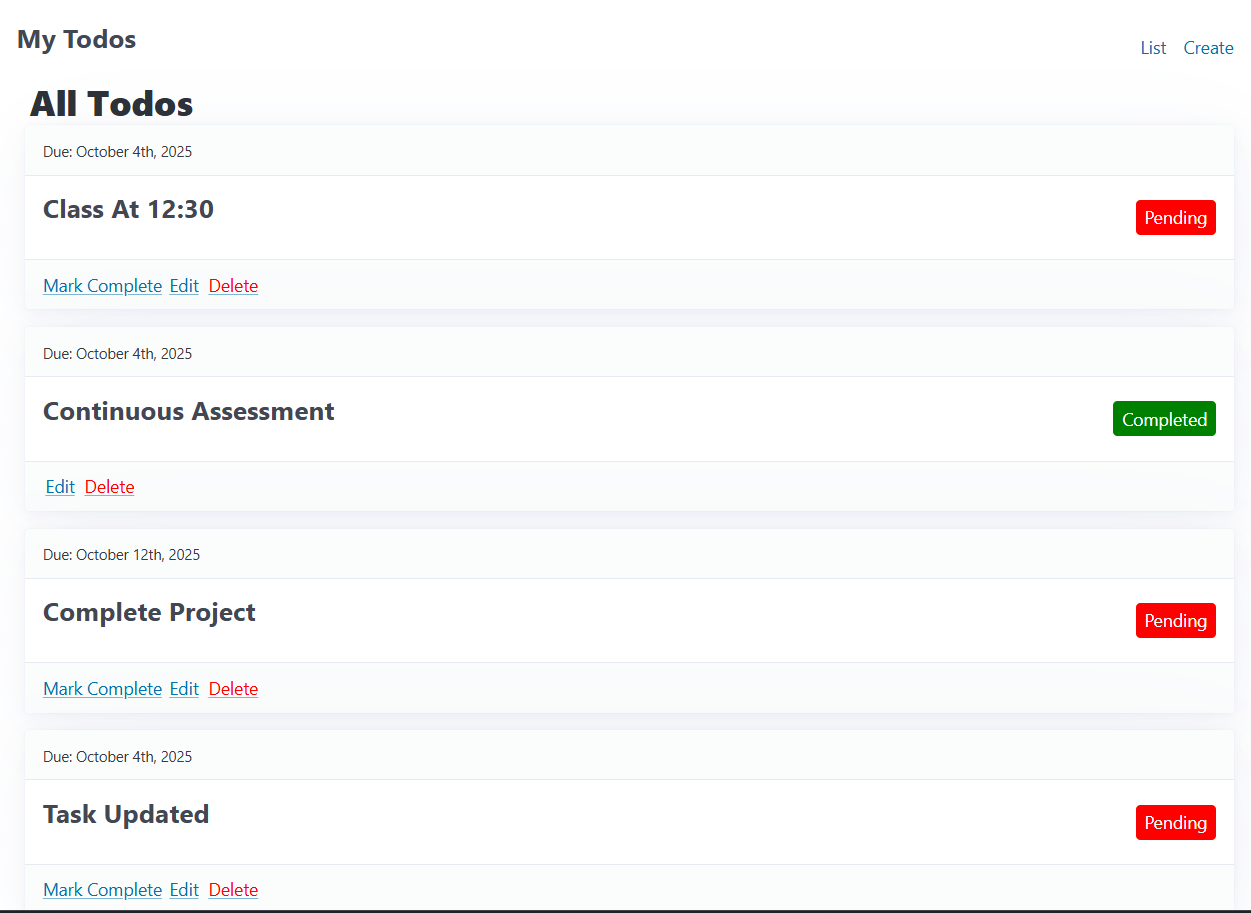 My Todos
List Create
All Todos
Due: October 4th, 2025
Class At 12:30
Pending
Mark Complete Edit Delete
Due: October 4th, 2025
Continuous Assessment
Completed
Edit Delete
Due: October 12th, 2025
Complete Project
Pending
Mark Complete Edit Delete
Due: October 4th, 2025
Task Updated
Pending
Mark Complete Edit Delete